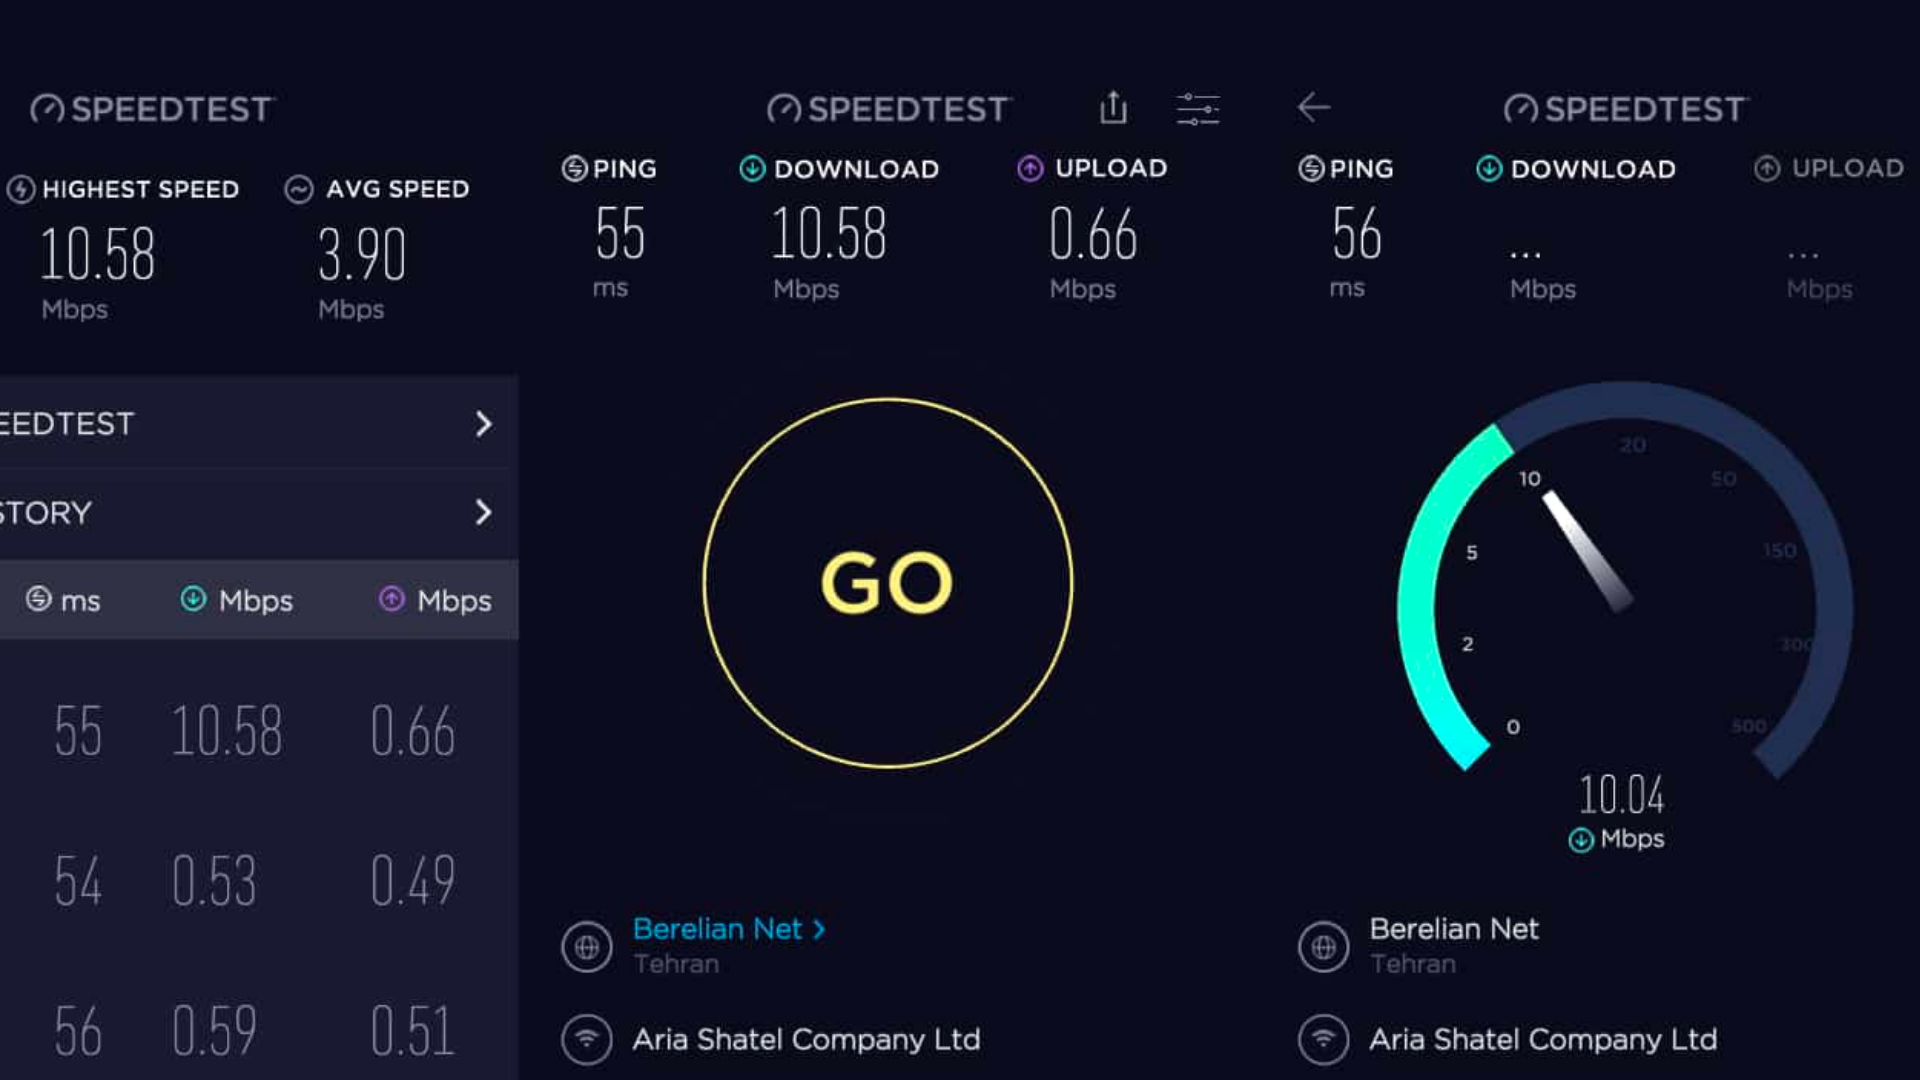 SPEEDTEST
HIGHEST SPEED
10.58
Mbps
AVG SPEED
3.90
Mbps
EEDTEST
STORY
ms Mbps Mbps
55 10.58 0.66
54 0.53 0.49
56 0.59 0.51
SPEEDTEST
PING
55
ms
DOWNLOAD
10.58
Mbps
UPLOAD
0.66
Mbps
GO
Berelian Net
Tehran
Aria Shatel Company Ltd
SPEEDTEST
PING
56
ms
DOWNLOAD
...
Mbps
UPLOAD
...
Mbps
0
2
5
10
20
50
150
300
500
10.04
Mbps
Berelian Net
Tehran
Aria Shatel Company Ltd